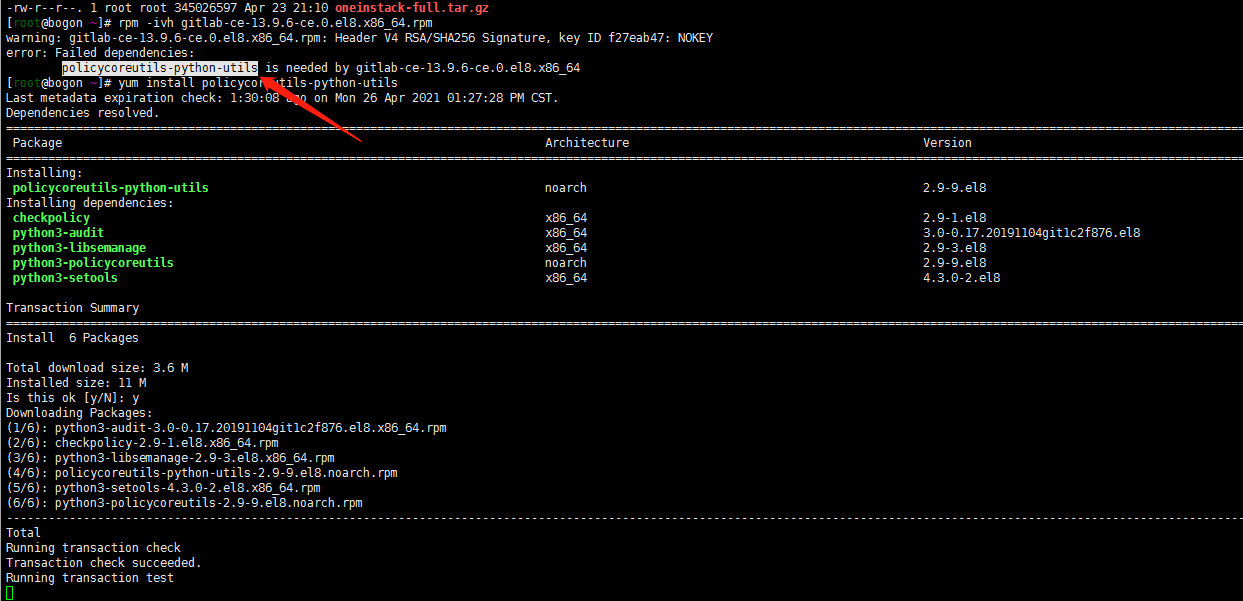 -rw-r--r--. 1 root root 345026597 Apr 23 21:10 oneinstack-full.tar.gz
[root@bogon ~]# rpm -ivh gitlab-ce-13.9.6-ce.0.el8.x86_64.rpm
warning: gitlab-ce-13.9.6-ce.0.el8.x86_64.rpm: Header V4 RSA/SHA256 Signature, key ID f27eab47: NOKEY
error: Failed dependencies:
policycoreutils-python-utils is needed by gitlab-ce-13.9.6-ce.0.el8.x86_64
[root@bogon ~]# yum install policycoreutils-python-utils
Last metadata expiration check: 1:30:08 ago on Mon 26 Apr 2021 01:27:28 PM CST.
Dependencies resolved.
Package Architecture Version
Installing:
policycoreutils-python-utils noarch 2.9-9.el8
Installing dependencies:
checkpolicy x86_64 2.9-1.el8
python3-audit x86_64 3.0-0.17.20191104git1c2f876.el8
python3-libsemanage x86_64 2.9-3.el8
python3-policycoreutils noarch 2.9-9.el8
python3-setools x86_64 4.3.0-2.el8
Transaction Summary
Install  6 Packages
Total download size: 3.6 M
Installed size: 11 M
Is this ok [y/N]: y
Downloading Packages:
(1/6): python3-audit-3.0-0.17.20191104git1c2f876.el8.x86_64.rpm
(2/6): checkpolicy-2.9-1.el8.x86_64.rpm
(3/6): python3-libsemanage-2.9-3.el8.x86_64.rpm
(4/6): policycoreutils-python-utils-2.9-9.el8.noarch.rpm
(5/6): python3-setools-4.3.0-2.el8.x86_64.rpm
(6/6): python3-policycoreutils-2.9-9.el8.noarch.rpm
Total
Running transaction check
Transaction check succeeded.
Running transaction test